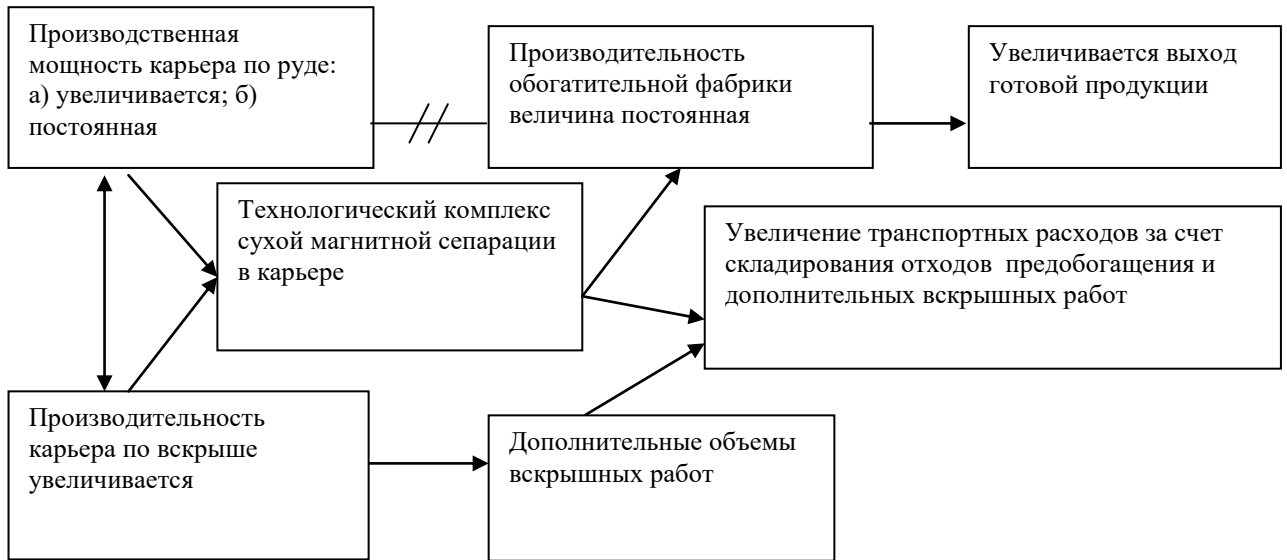 Производственная
мощность карьера по руде:
а) увеличивается; б)
постоянная
Производительность
обогатительной фабрики
величина постоянная
Увеличивается выход
готовой продукции
Технологический комплекс
сухой магнитной сепарации
в карьере
Увеличение транспортных расходов за счет
складирования отходов предобогащения и
дополнительных вскрышных работ
Производительность
карьера по вскрыше
увеличивается
Дополнительные объемы
вскрышных работ